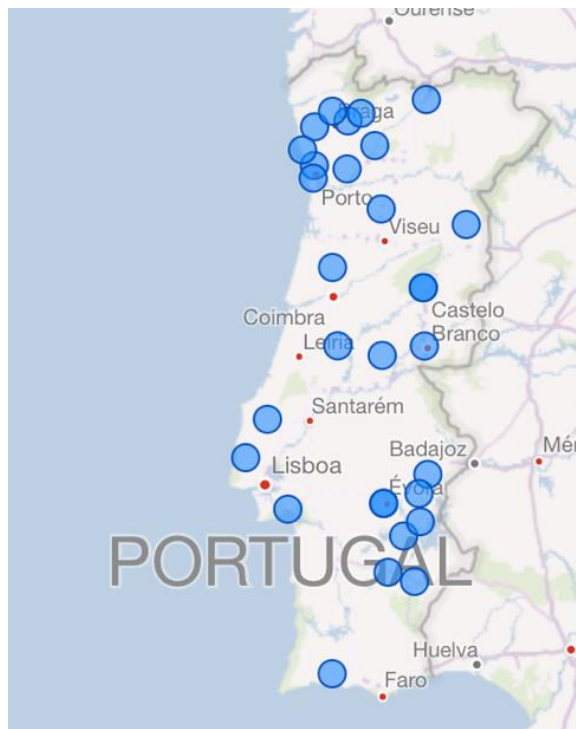 Ourense
Braga
Porto
Viseu
Coimbra
Castelo
Branco
Leiria
Santarém
Badajoz
Mér
Lisboa
Évora
PORTUGAL
Huelva
Faro